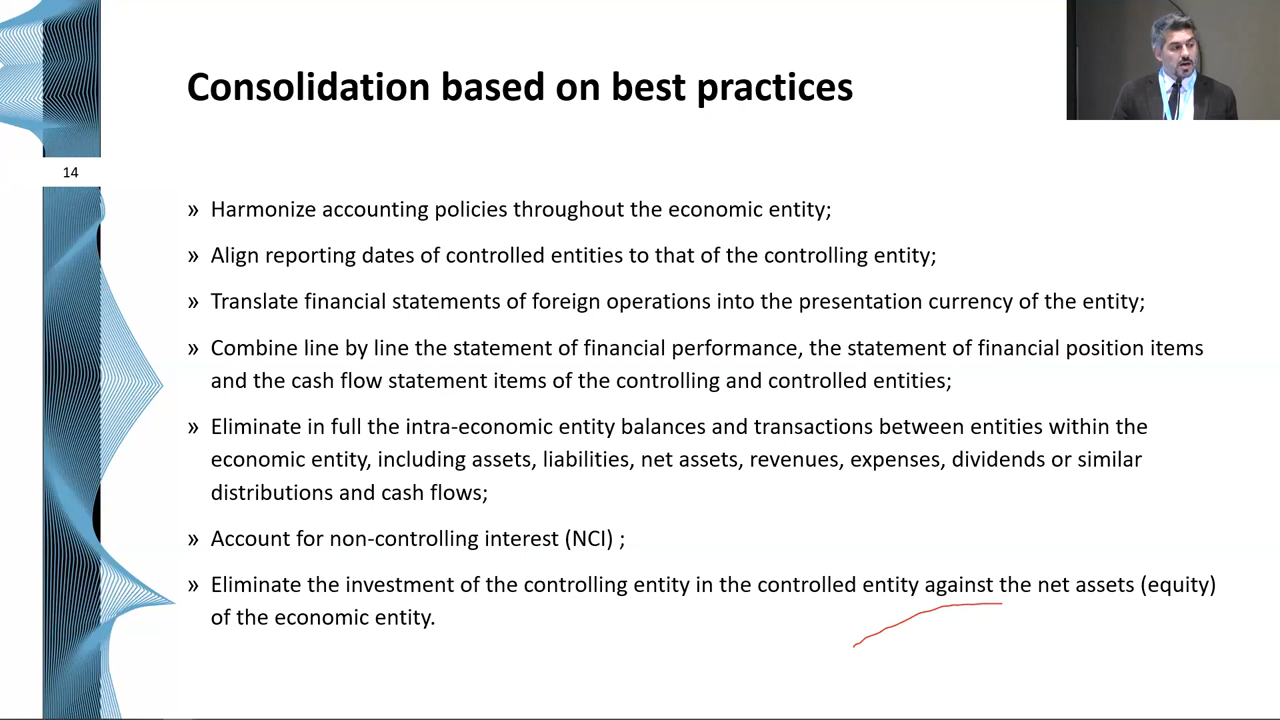 Consolidation based on best practices
14
» Harmonize accounting policies throughout the economic entity;
» Align reporting dates of controlled entities to that of the controlling entity;
» Translate financial statements of foreign operations into the presentation currency of the entity;
» Combine line by line the statement of financial performance, the statement of financial position items
and the cash flow statement items of the controlling and controlled entities;
» Eliminate in full the intra-economic entity balances and transactions between entities within the
economic entity, including assets, liabilities, net assets, revenues, expenses, dividends or similar
distributions and cash flows;
» Account for non-controlling interest (NCI) ;
» Eliminate the investment of the controlling entity in the controlled entity against the net assets (equity)
of the economic entity.